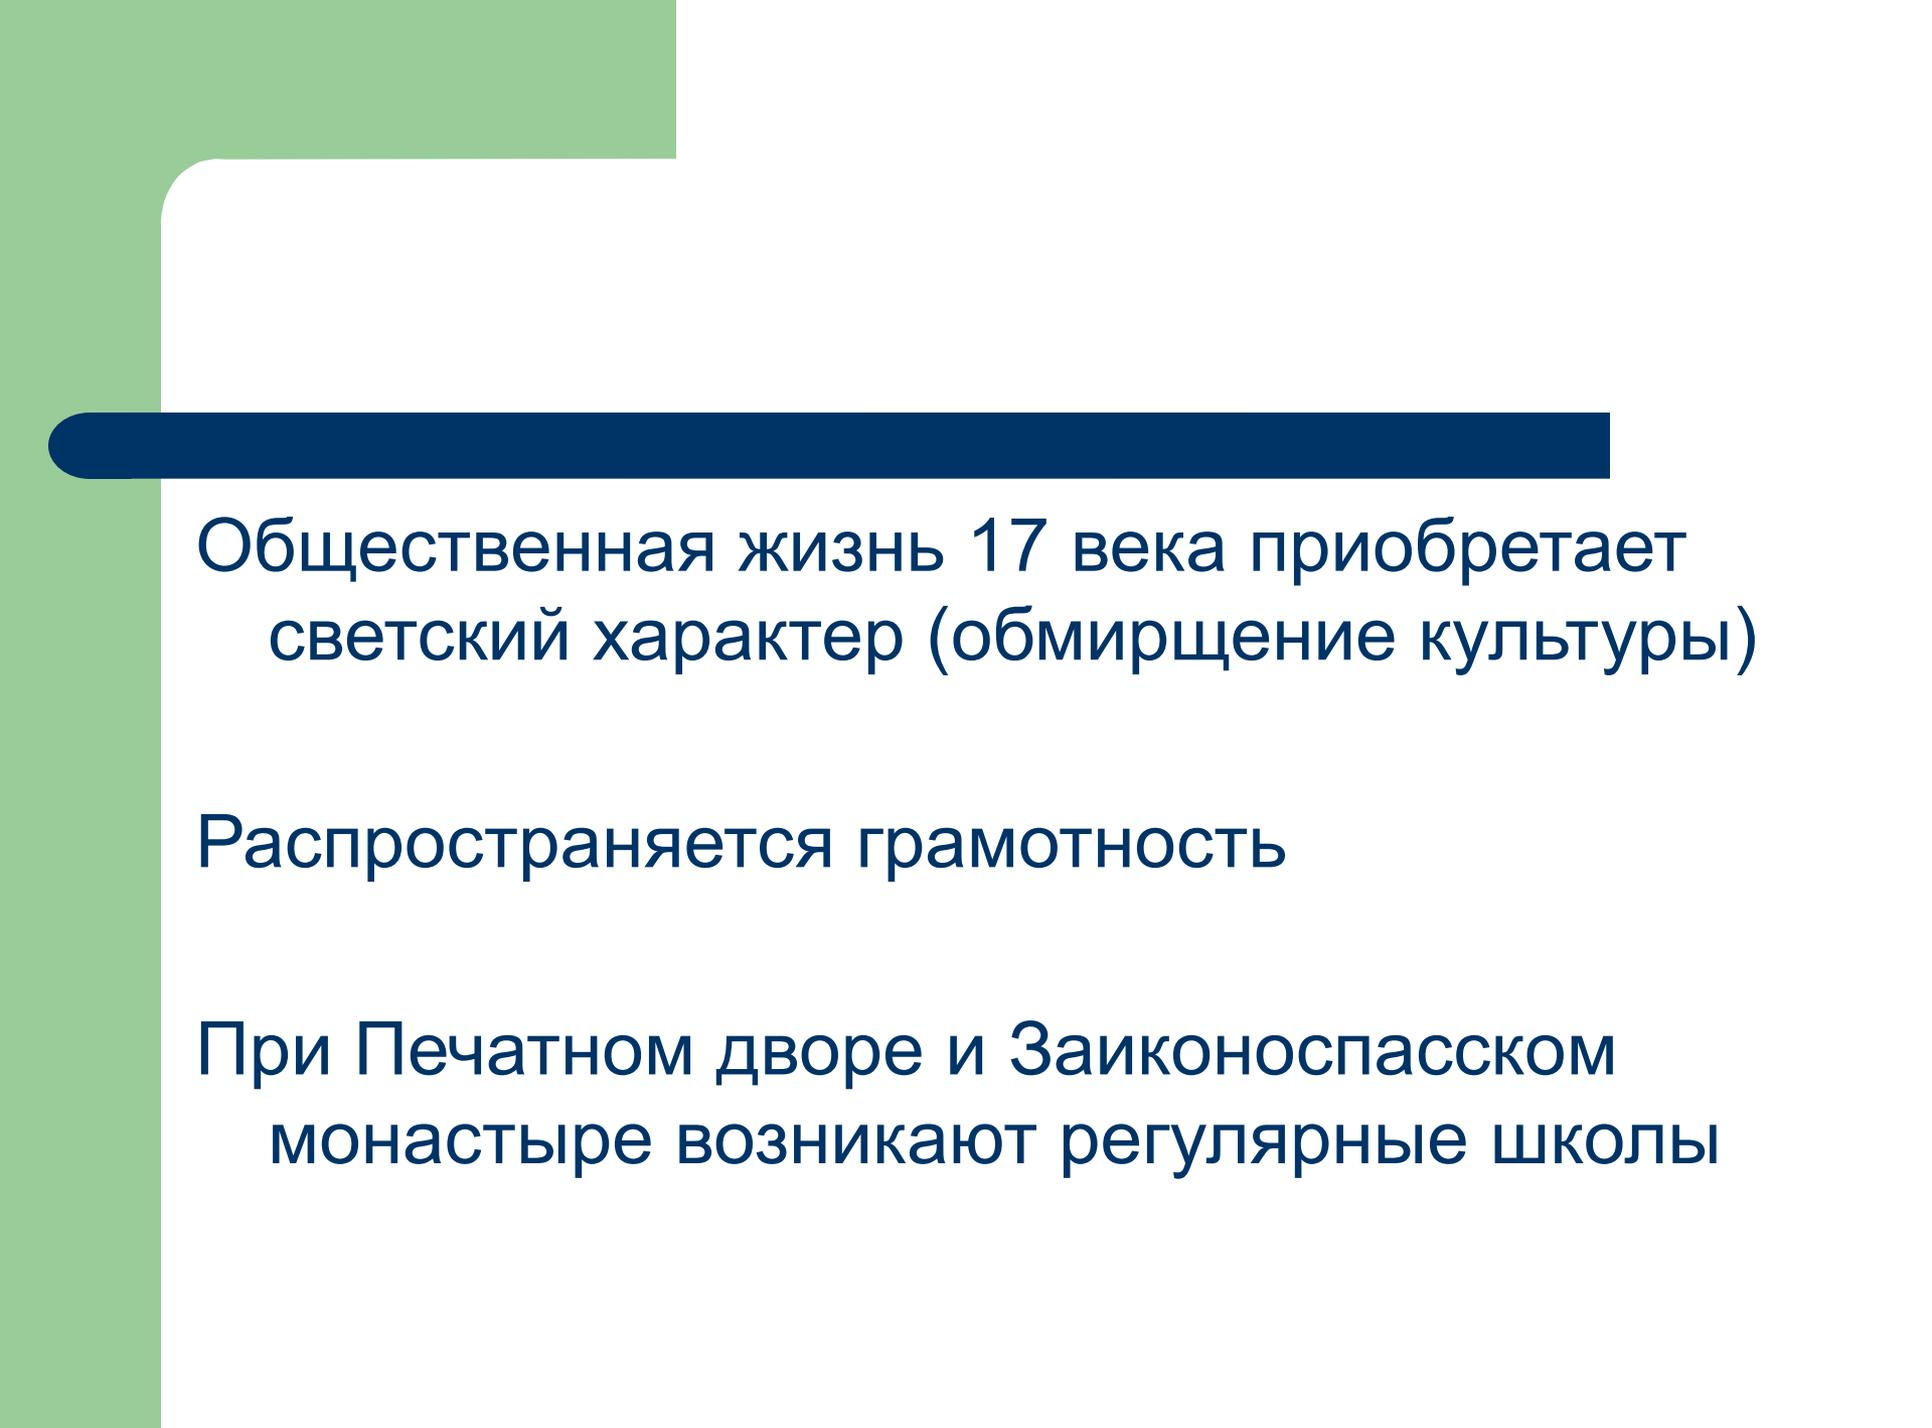 Общественная жизнь 17 века приобретает
светский характер (обмирщение культуры)
Распространяется грамотность
При Печатном дворе и Заиконоспасском
монастыре возникают регулярные школы